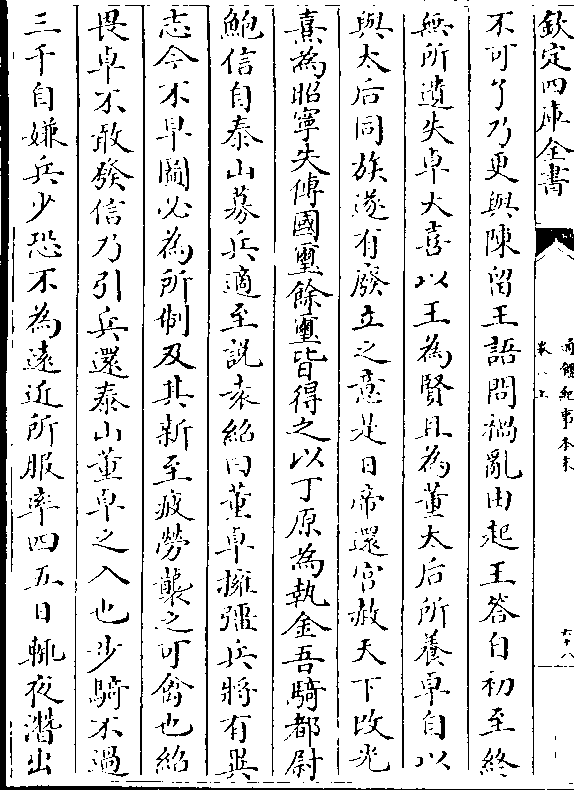 欽定四庫全書
通鑑紀事本末
卷八上
六十八
不可了乃更與陳留王語問禍亂由起王答自初至終
無所遺失卓大喜以王為賢且為董太后所養卓自以
與太后同族遂有廢立之意是日帝還宮赦天下改光
熹為昭寧失傳國璽餘璽皆得之以丁原為執金吾騎都尉
鮑信自泰山募兵適至說袁紹曰董卓擁彊兵將有異
志今不早圖必為所制及其新至疲勞襲之可禽也紹
畏卓不敢發信乃引兵還泰山董卓之入也步騎不過
三千自嫌兵少恐不為遠近所服率四五日輒夜潛出